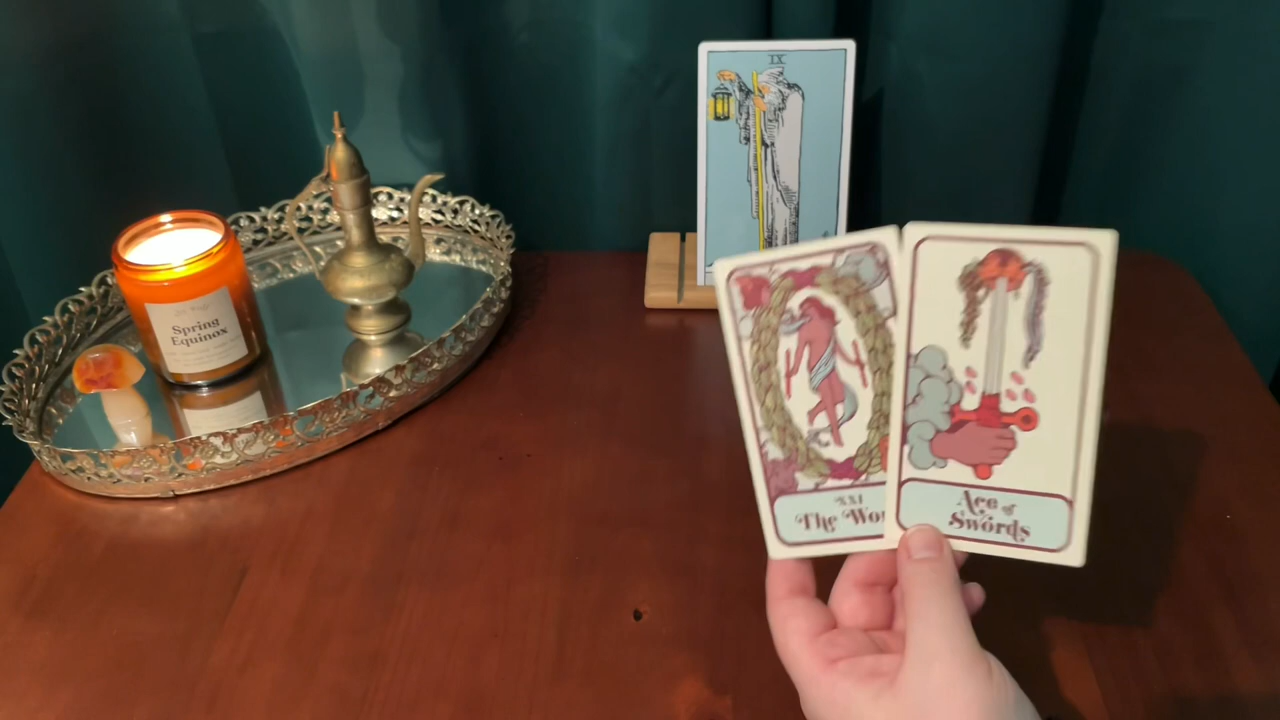 Spring
Equinox
IX
XXI
The Wor
Ace of
Swords